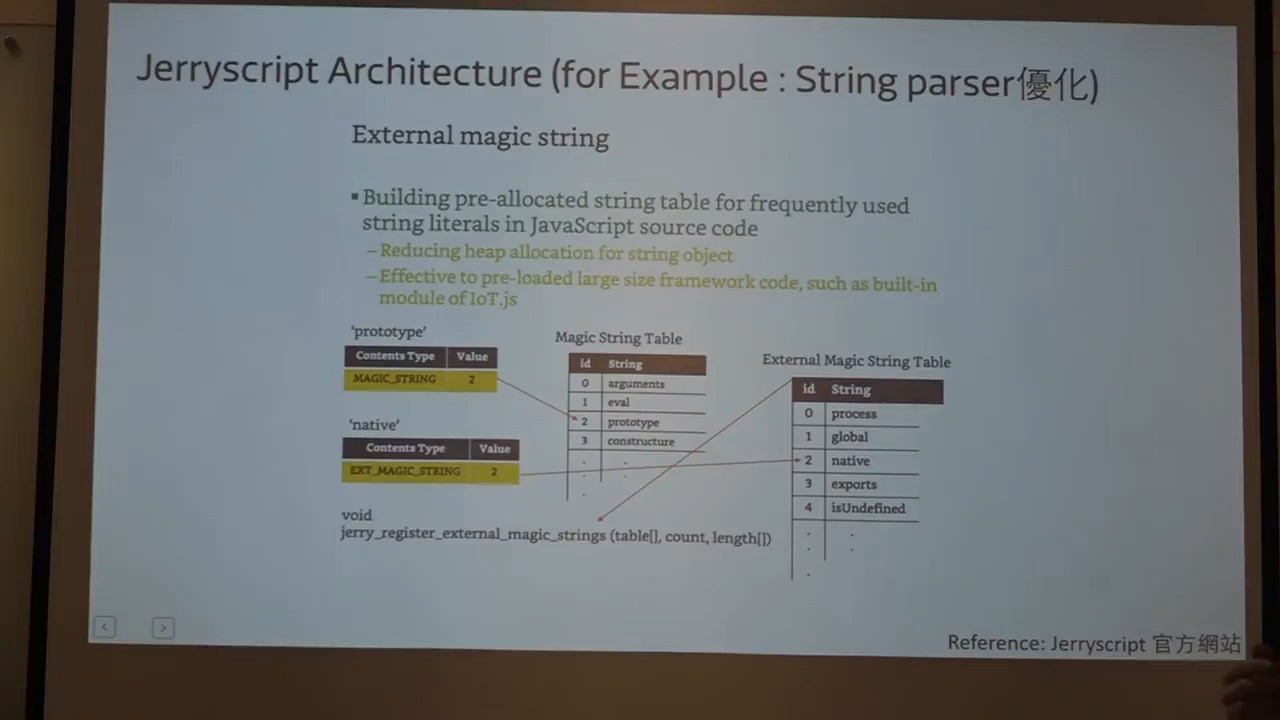 Jerryscript Architecture (for Example : String parser優化)
External magic string
▪ Building pre-allocated string table for frequently used
string literals in JavaScript source code
– Reducing heap allocation for string object
– Effective to pre-loaded large size framework code, such as built-in
module of IoT.js
'prototype'
Contents Type Value
MAGIC_STRING 2
'native'
Contents Type Value
EXT_MAGIC_STRING 2
Magic String Table
id String
0 arguments
1 eval
2 prototype
3 constructure
External Magic String Table
id String
0 process
1 global
2 native
3 exports
4 isUndefined
void
jerry_register_external_magic_strings (table[], count, length[])
Reference: Jerryscript 官方網站